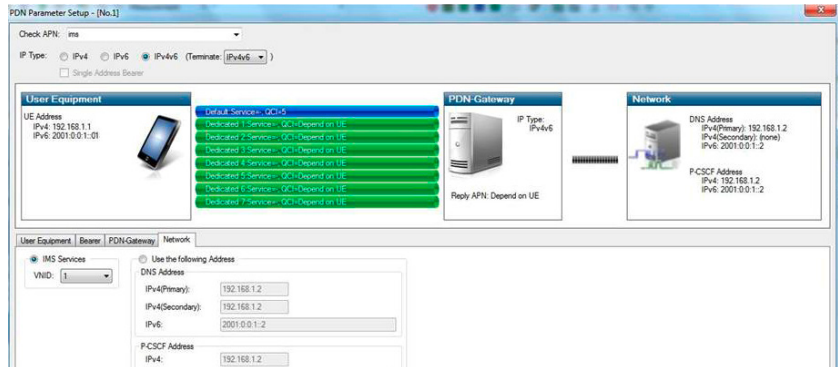 PDN Parameter Setup - [No.1]
Check APN: ims
IP Type: IPv4 IPv6 IPv4v6 (Terminate: IPv4v6 )
Single Address Bearer
User Equipment
UE Address
IPv4: 192.168.1.1
IPv6: 2001:0:0:1::01
Default:Service=-, QCI=5
Dedicated 1:Service=-, QCI=Depend on UE
Dedicated 2:Service=-, QCI=Depend on UE
Dedicated 3:Service=-, QCI=Depend on UE
Dedicated 4:Service=-, QCI=Depend on UE
Dedicated 5:Service=-, QCI=Depend on UE
Dedicated 6:Service=-, QCI=Depend on UE
Dedicated 7:Service=-, QCI=Depend on UE
PDN-Gateway
IP Type:
IPv4v6
Reply APN: Depend on UE
Network
DNS Address
IPv4(Primary): 192.168.1.2
IPv4(Secondary): (none)
IPv6: 2001:0:0:1::2
P-CSCF Address
IPv4: 192.168.1.2
IPv6: 2001:0:0:1::2
User Equipment Bearer PDN-Gateway Network
IMS Services
VNID: 1
Use the following Address
DNS Address
IPv4(Primary): 192.168.1.2
IPv4(Secondary): 192.168.1.2
IPv6: 2001:0:0:1::2
P-CSCF Address
IPv4: 192.168.1.2